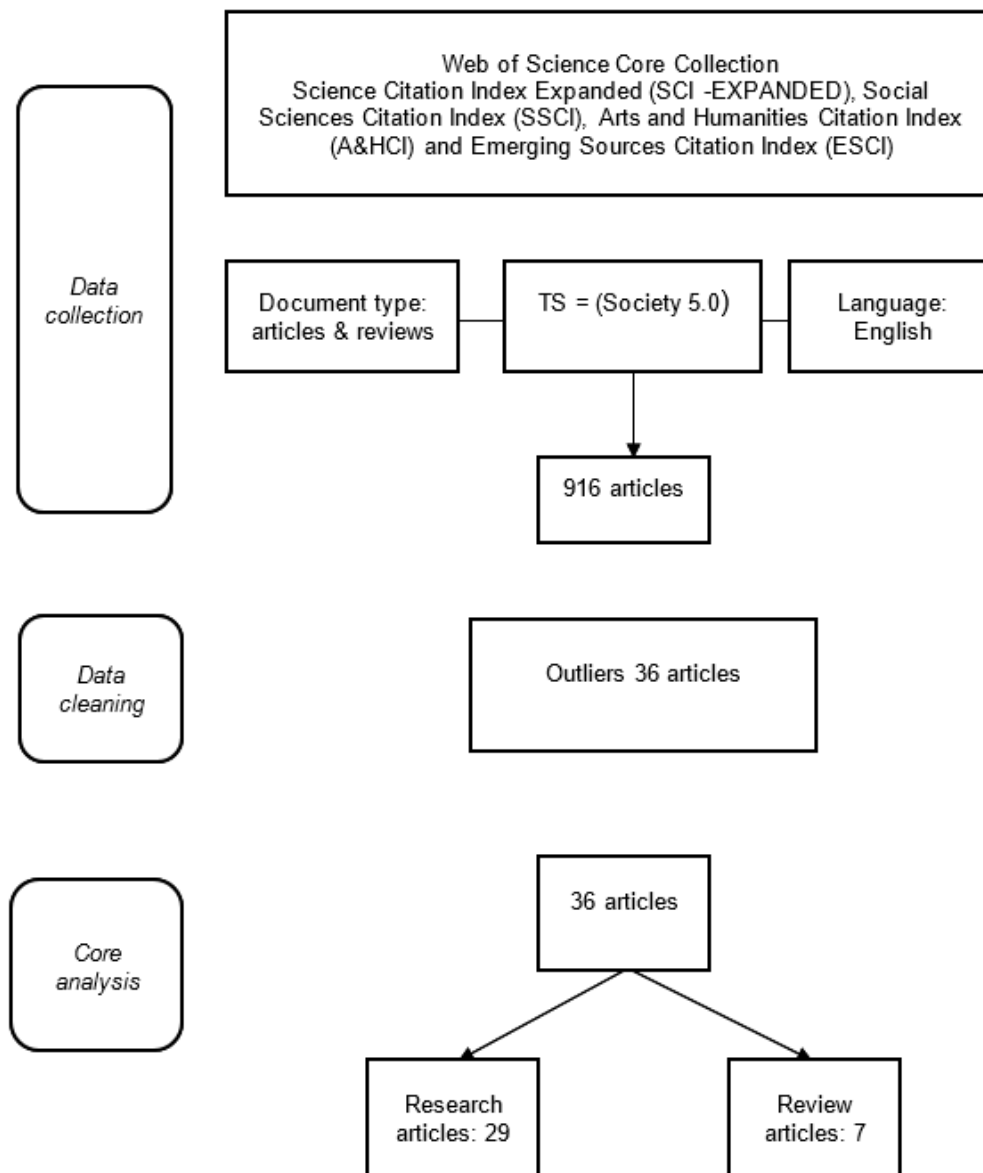 Web of Science Core Collection
Science Citation Index Expanded (SCI -EXPANDED), Social
Sciences Citation Index (SSCI), Arts and Humanities Citation Index
(A&HCI) and Emerging Sources Citation Index (ESCI)
Data
collection
Document type:
articles & reviews
TS = (Society 5.0)
Language:
English
916 articles
Data
cleaning
Outliers 36 articles
Core
analysis
36 articles
Research
articles: 29
Review
articles: 7